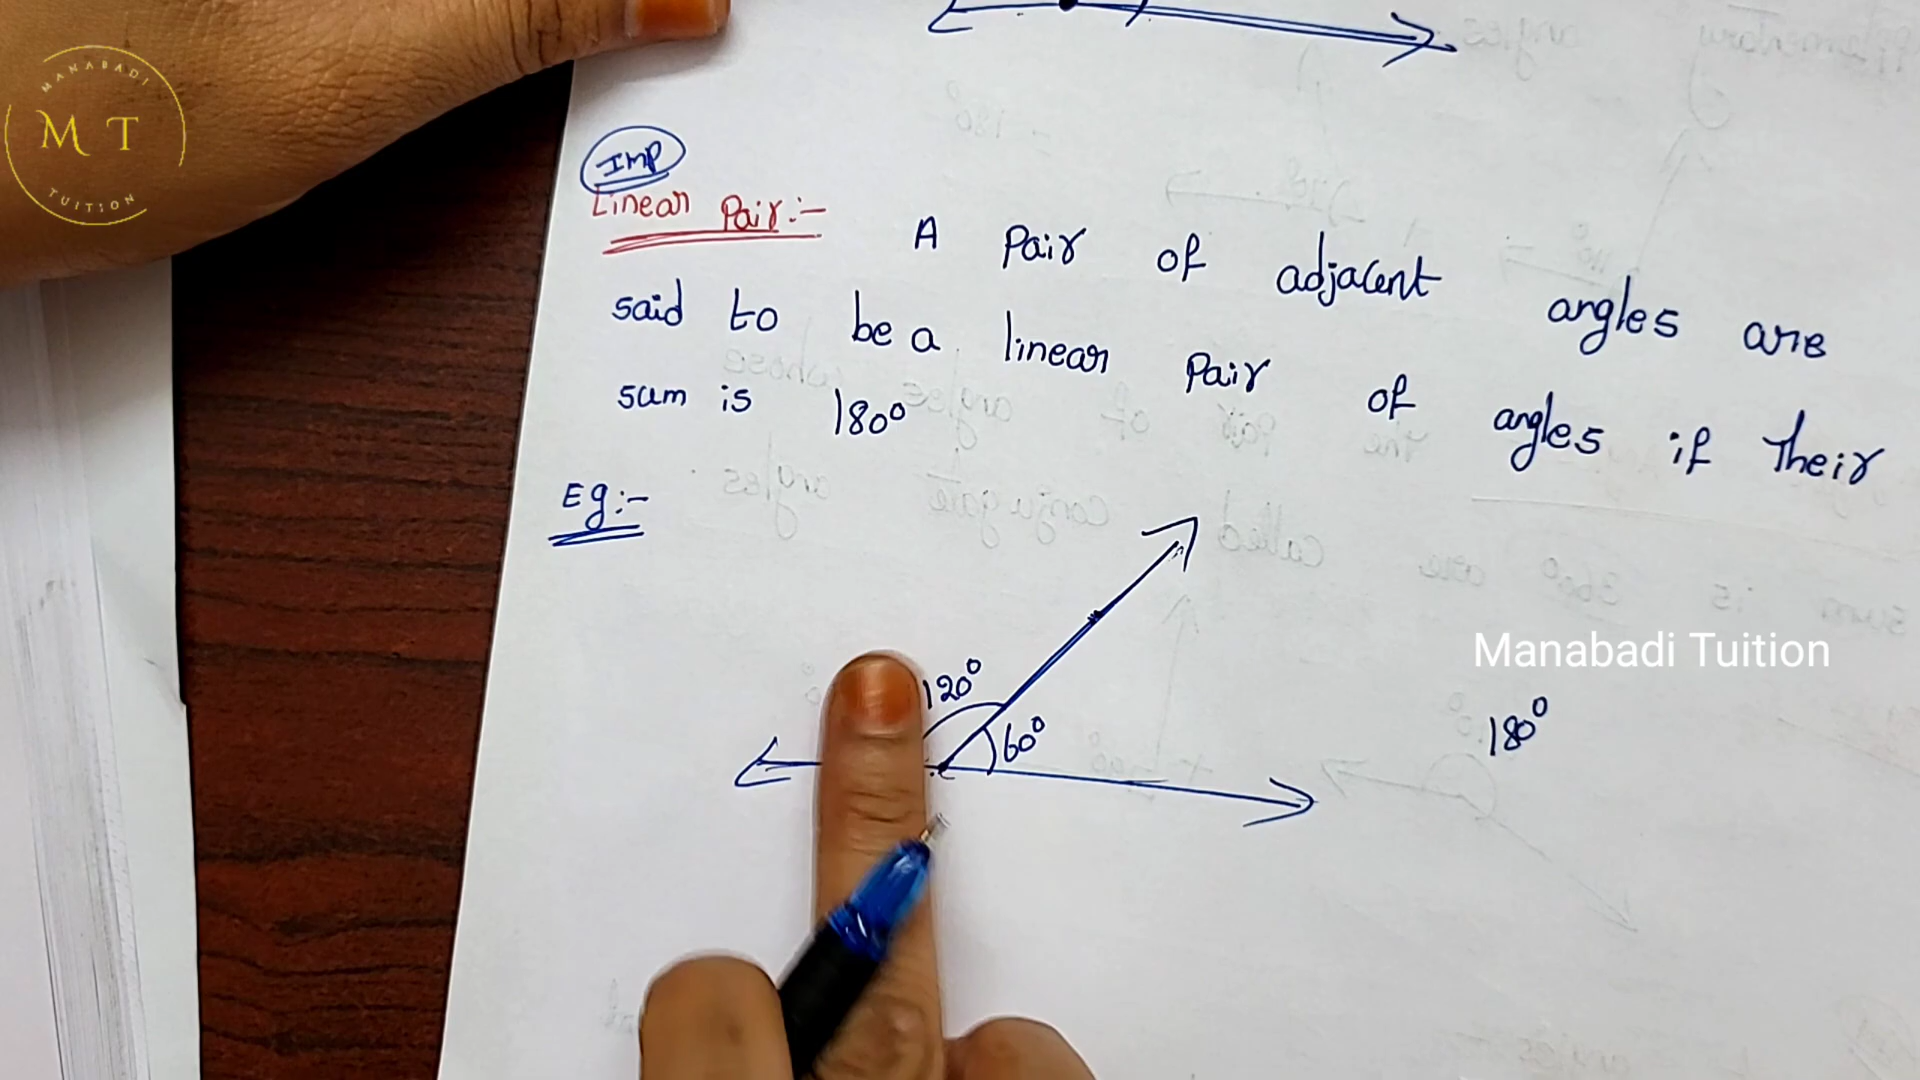 MANABADI
M T
TUITION
Imp
Linear Pair:-
A Pair of adjacent angles are
said to be a linear Pair of angles if Their
sum is 180°
Eg:-
120°
60°
Manabadi Tuition
180°